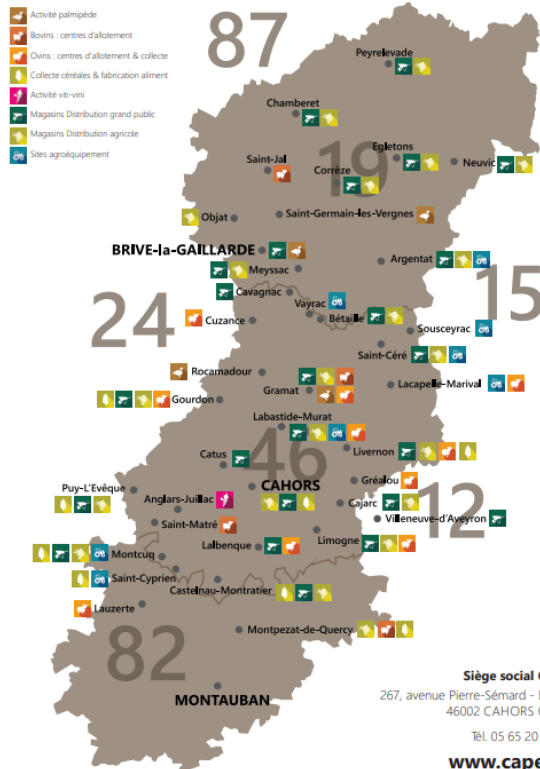 Activité palmipède
Bovins : centres d'allotement
Ovins : centres d'allotement & collecte
Collecte céréales & fabrication aliment
Activité viti-vini
Magasins Distribution grand public
Magasins Distribution agricole
Sites agroéquipement
87
Peyrelevade
Chamberet
19
Egletons
Neuvic
Saint-Jal
Corrèze
Objat
Saint-Germain-les-Vergnes
BRIVE-la-GAILLARDE
Meyssac
Argentat
15
24
Cavagnac
Vayrac
Bétaille
Cuzance
Sousceyrac
Saint-Céré
Rocamadour
Gramat
Lacapelle-Marival
Gourdon
Labastide-Murat
46
Catus
Livernon
CAHORS
Gréalou
12
Puy-L'Evêque
Anglars-Juillac
Cajarc
Villeneuve-d'Aveyron
Saint-Matré
Lalbenque
Limogne
Montcuq
Saint-Cyprien
Castelnau-Montratier
Lauzerte
Montpezat-de-Quercy
82
MONTAUBAN
Siège social
267, avenue Pierre-Sémard -
46002 CAHORS
Tél. 05 65 20
www.cape